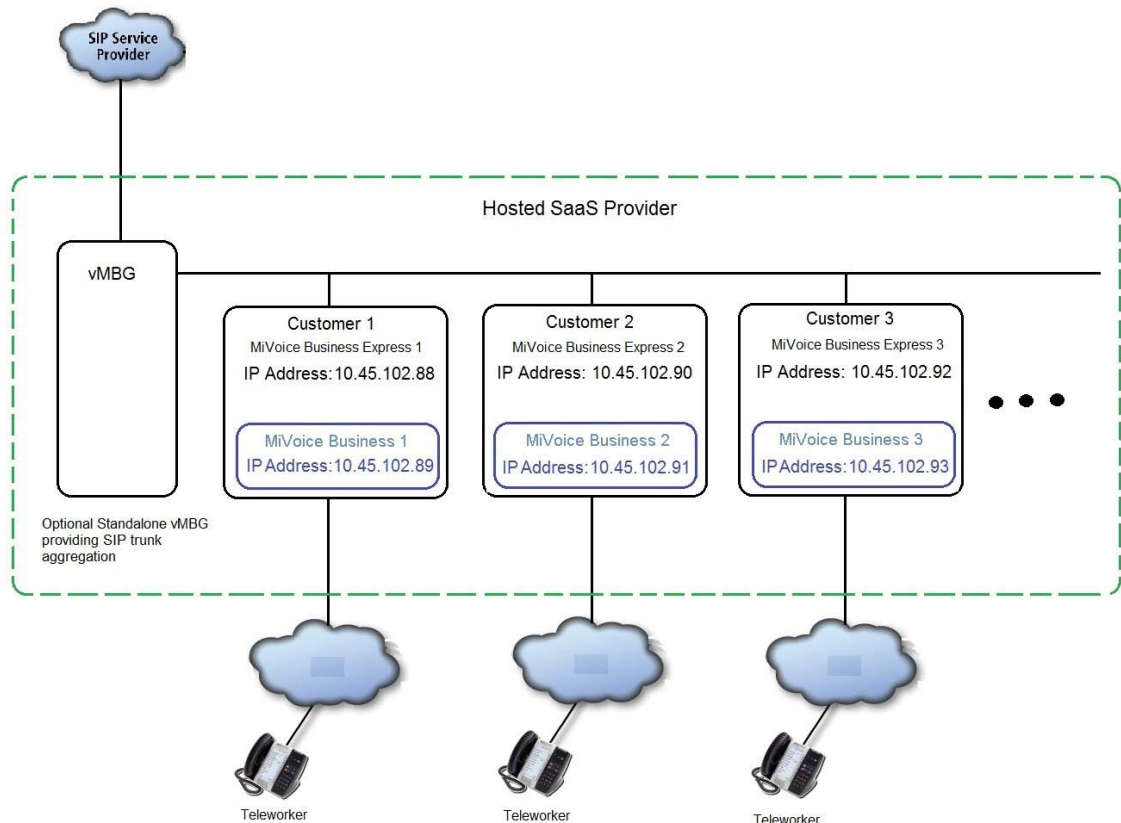 SIP Service
Provider
Hosted SaaS Provider
vMBG
Customer 1
MiVoice Business Express 1
IP Address: 10.45.102.88
MiVoice Business 1
IP Address: 10.45.102.89
Customer 2
MiVoice Business Express 2
IP Address: 10.45.102.90
MiVoice Business 2
IP Address: 10.45.102.91
Customer 3
MiVoice Business Express 3
IP Address: 10.45.102.92
MiVoice Business 3
IP Address: 10.45.102.93
Optional Standalone vMBG
providing SIP trunk
aggregation
Teleworker
Teleworker
Teleworker